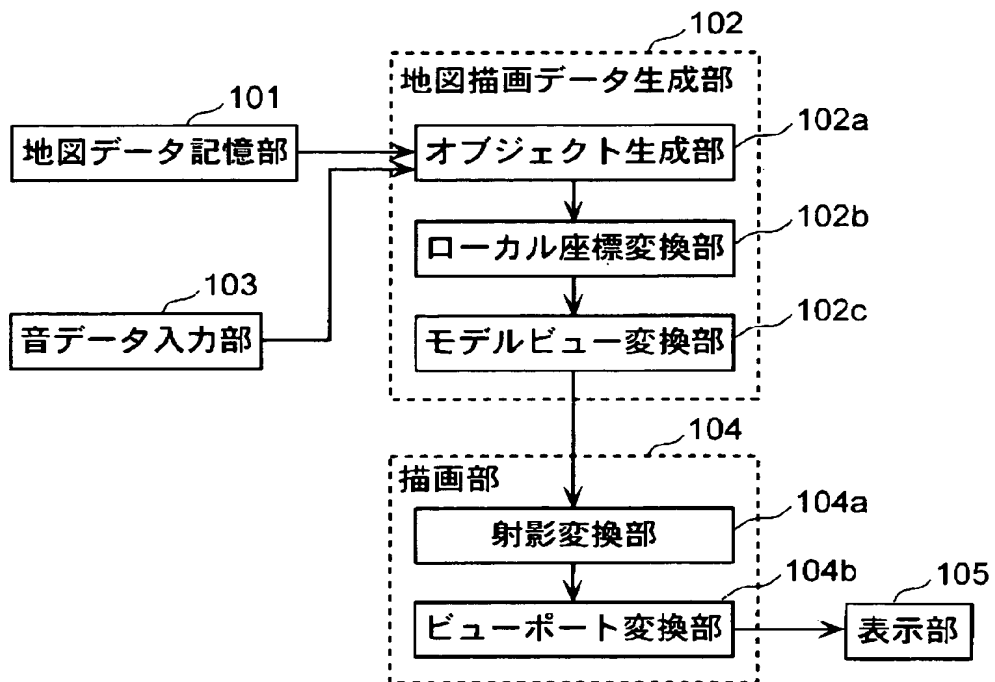 102
地図描画データ生成部
101
地図データ記憶部
102a
オブジェクト生成部
102b
ローカル座標変換部
103
音データ入力部
102c
モデルビュー変換部
104
描画部
104a
射影変換部
104b
ビューポート変換部
105
表示部